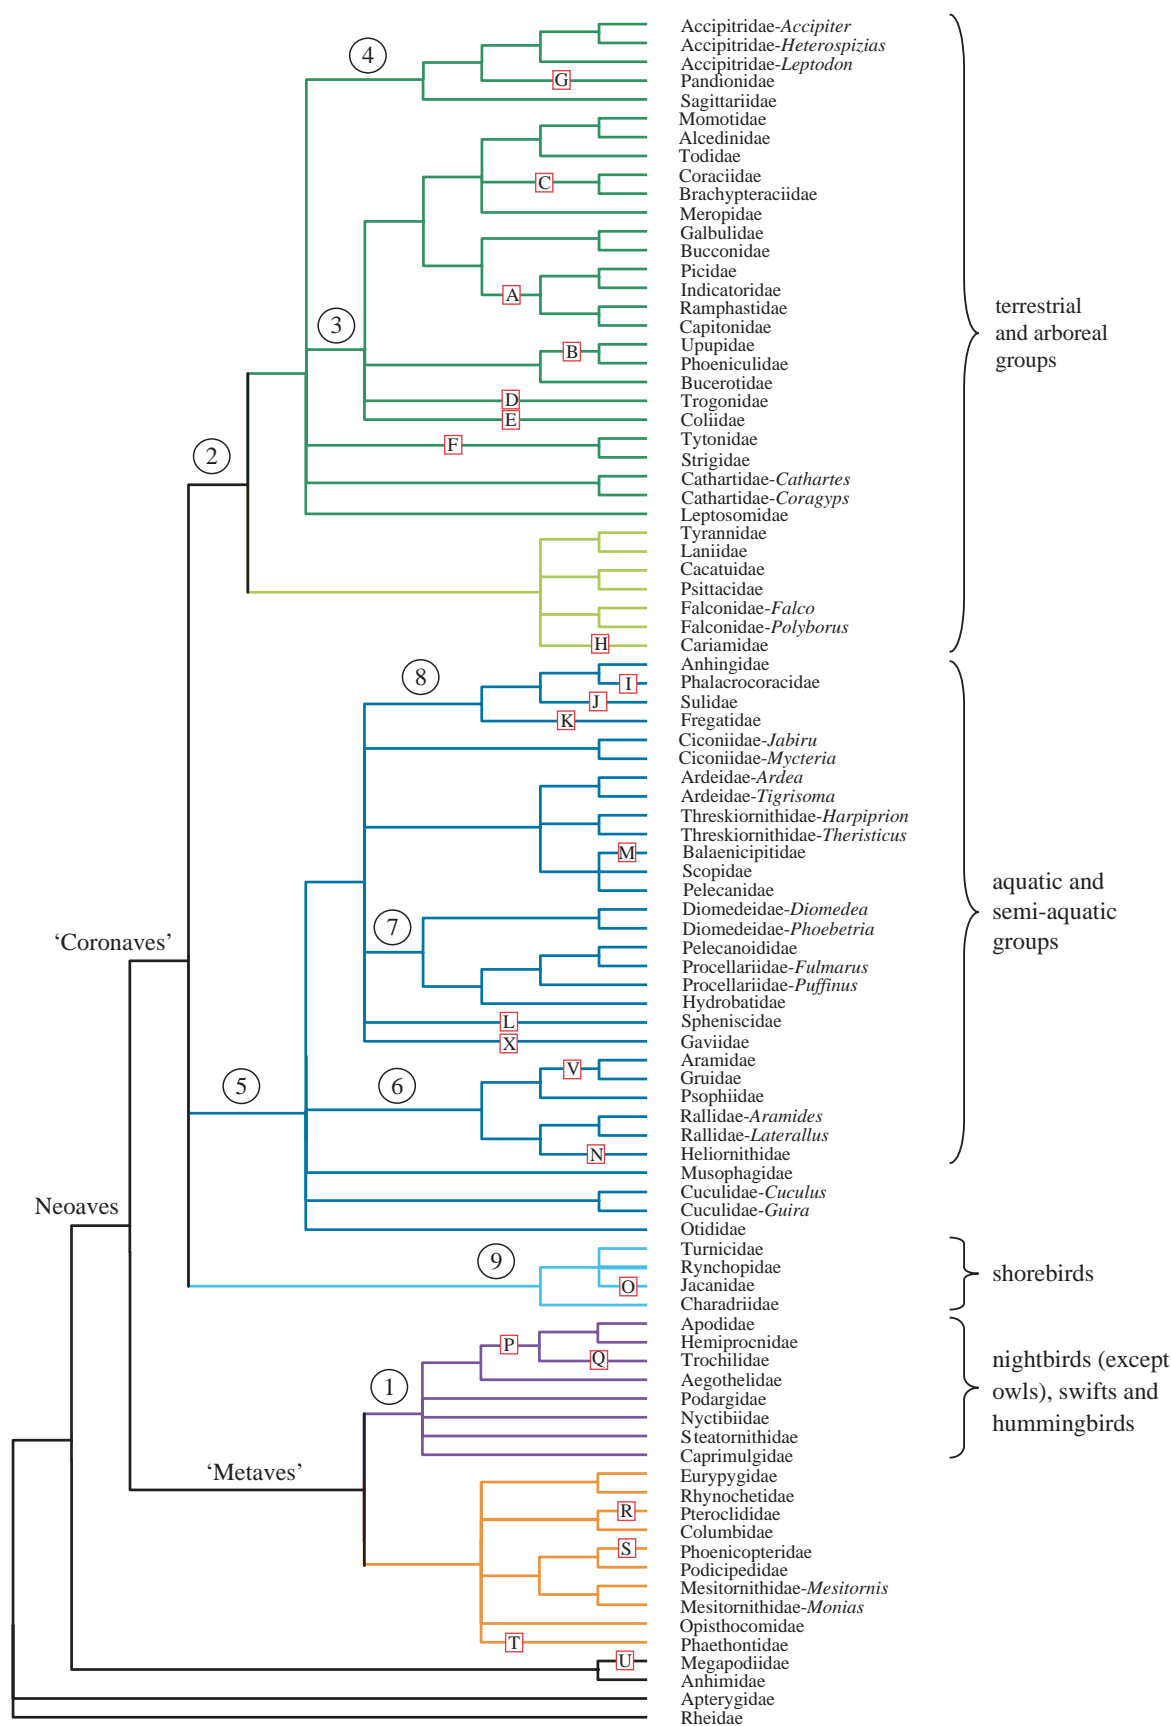 4
Accipitridae-Accipiter
Accipitridae-Heterospizias
Accipitridae-Leptodon
G
Pandionidae
Sagittariidae
Momotidae
Alcedinidae
Todidae
C
Coraciidae
Brachypteraciidae
Meropidae
Galbulidae
Bucconidae
Picidae
A
Indicatoridae
Ramphastidae
3
Capitonidae
terrestrial
and arboreal
groups
B
Upupidae
Phoeniculidae
Bucerotidae
D
Trogonidae
E
Coliidae
F
Tytonidae
Strigidae
2
Cathartidae-Cathartes
Cathartidae-Coragyps
Leptosomidae
Tyrannidae
Laniidae
Cacatuidae
Psittacidae
Falconidae-Falco
Falconidae-Polyborus
H
Cariamidae
8
Anhingidae
I
Phalacrocoracidae
J
Sulidae
K
Fregatidae
Ciconiidae-Jabiru
Ciconiidae-Mycteria
Ardeidae-Ardea
Ardeidae-Tigrisoma
Threskiornithidae-Harpiprion
Threskiornithidae-Theristicus
M
Balaenicipitidae
Scopidae
Pelecanidae
aquatic and
semi-aquatic
groups
7
Diomedeidae-Diomedea
Diomedeidae-Phoebetria
‘Coronaves’
Pelecanoididae
Procellariidae-Fulmarus
Procellariidae-Puffinus
Hydrobatidae
L
Spheniscidae
X
Gaviidae
Aramidae
V
Gruidae
5
6
Psophiidae
Rallidae-Aramides
Rallidae-Laterallus
N
Heliornithidae
Musophagidae
Neoaves
Cuculidae-Cuculus
Cuculidae-Guira
Otididae
9
Turnicidae
Rynchopidae
O
Jacanidae
Charadriidae
shorebirds
Apodidae
P
Hemiprocnidae
Q
Trochilidae
1
Aegothelidae
Podargidae
Nyctibiidae
Steatornithidae
Caprimulgidae
nightbirds (except
owls), swifts and
hummingbirds
‘Metaves’
Eurypygidae
Rhynochetidae
R
Pteroclididae
Columbidae
S
Phoenicopteridae
Podicipedidae
Mesitornithidae-Mesitornis
Mesitornithidae-Monias
Opisthocomidae
T
Phaethontidae
U
Megapodiidae
Anhimidae
Apterygidae
Rheidae